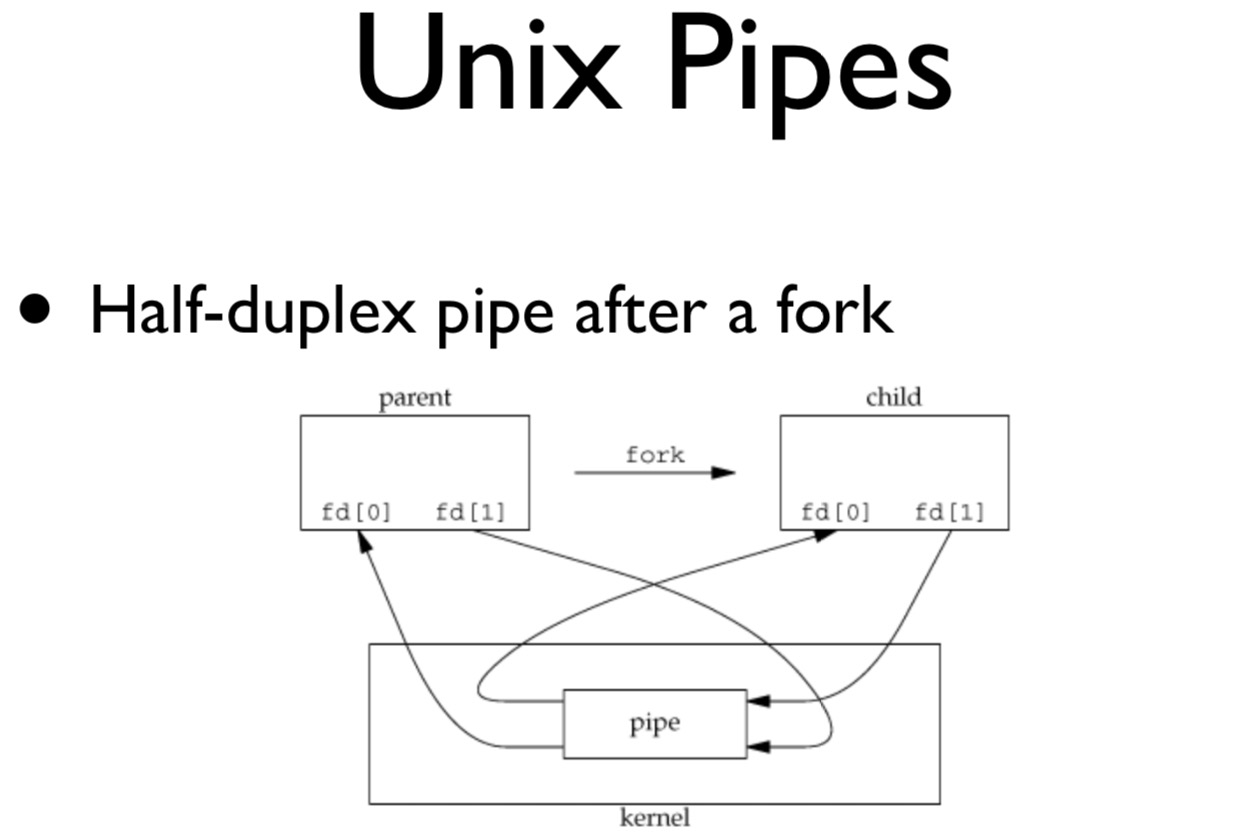 Unix Pipes
• Half-duplex pipe after a fork
parent
child
fork
fd[0] fd[1]
fd[0] fd[1]
pipe
kernel